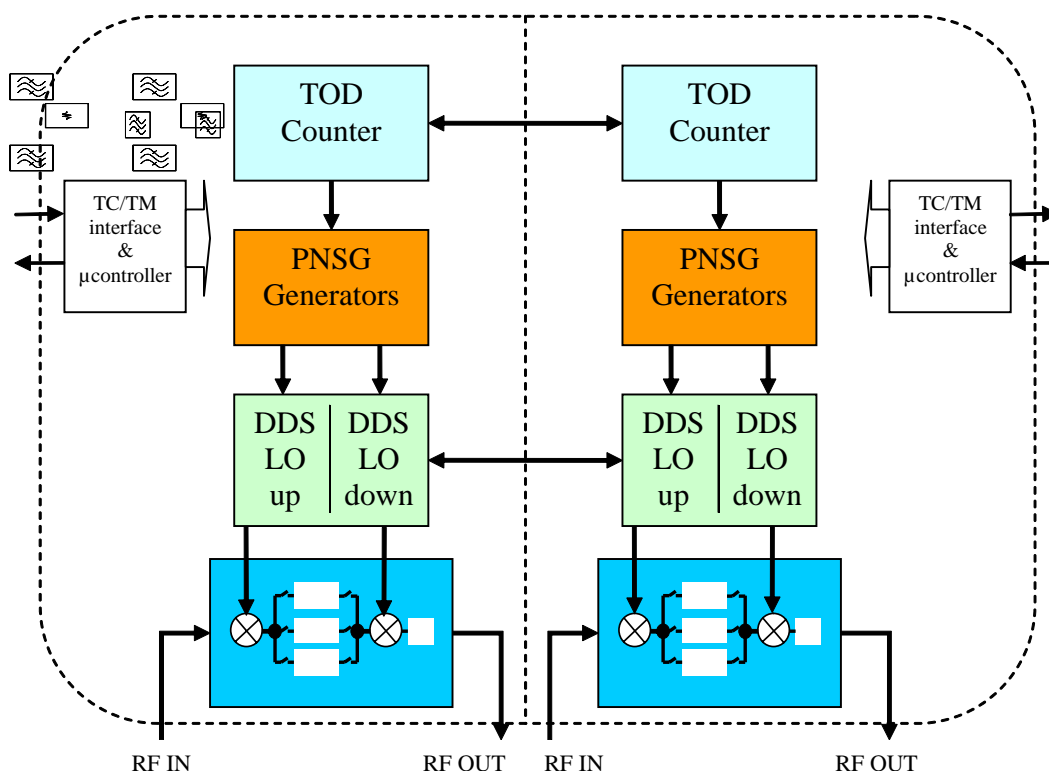 TOD
Counter
TOD
Counter
TC/TM
interface
&
µcontroller
TC/TM
interface
&
µcontroller
PNSG
Generators
PNSG
Generators
DDS
LO
up
DDS
LO
down
DDS
LO
up
DDS
LO
down
RF IN
RF OUT
RF IN
RF OUT